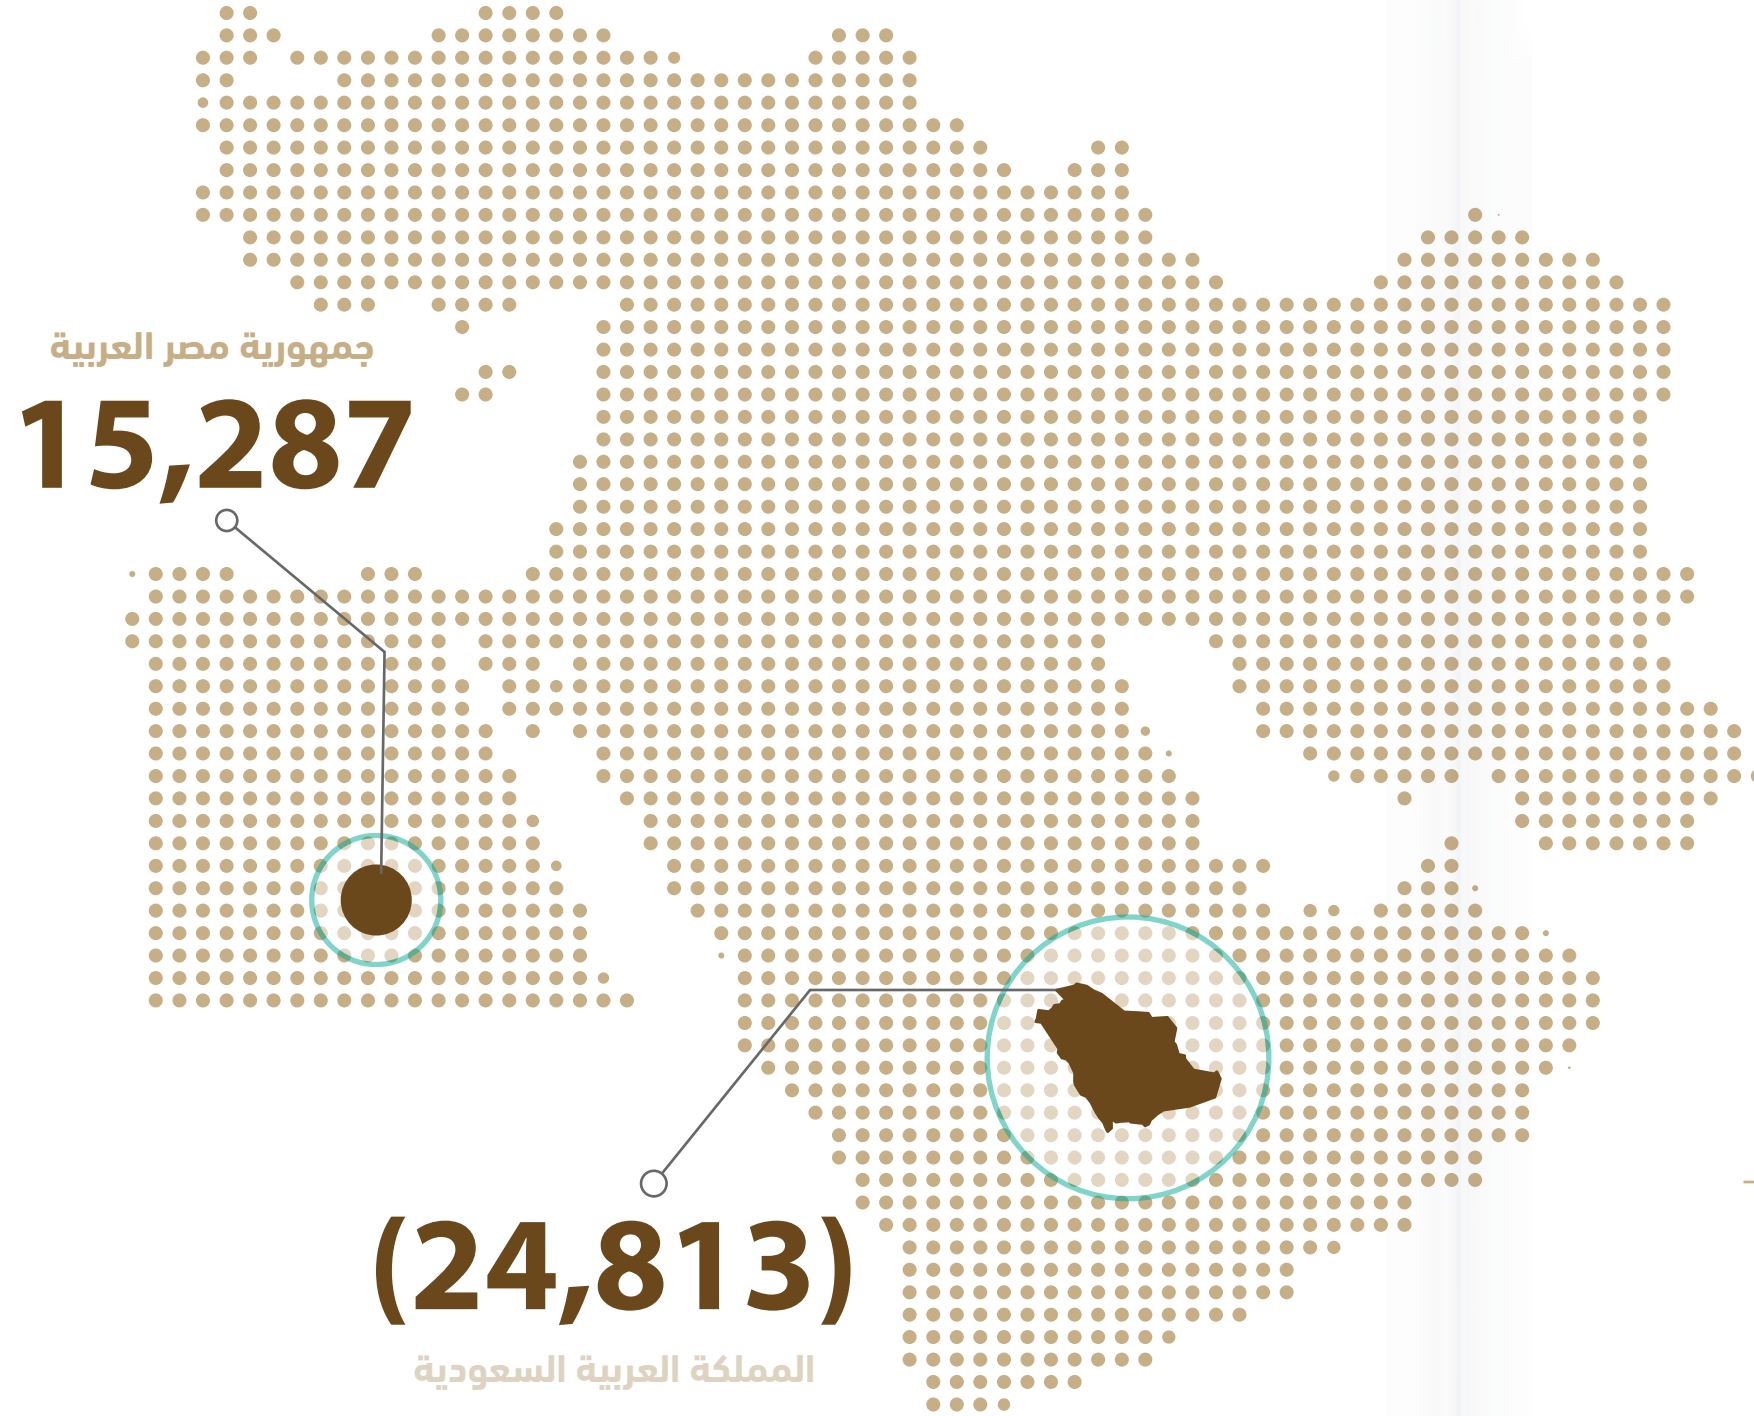 جمهورية مصر العربية
15,287
(24,813)
المملكة العربية السعودية